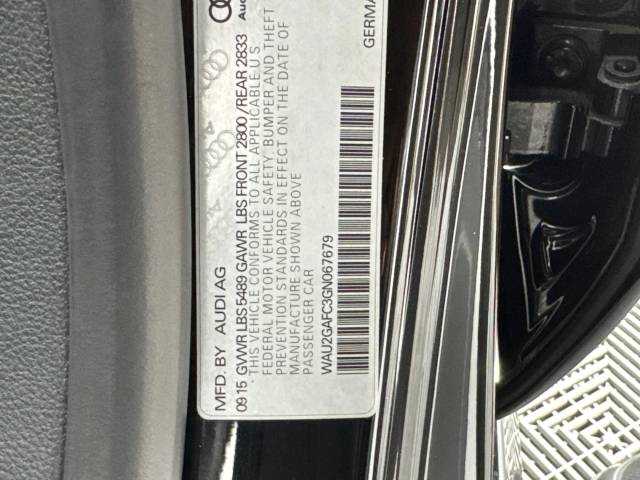 MFD. BY AUDI AG
09 15 GWVR LBS 5489 GAWR LBS FRONT 2800 /REAR 2833
THIS VEHICLE CONFORMS TO ALL APPLICABLE U.S.
FEDERAL MOTOR VEHICLE SAFETY, BUMPER AND THEFT
PREVENTION STANDARDS IN EFFECT ON THE DATE OF
MANUFACTURE SHOWN ABOVE
PASSENGER CAR
GERMA
WAU2GAFC3GN067679